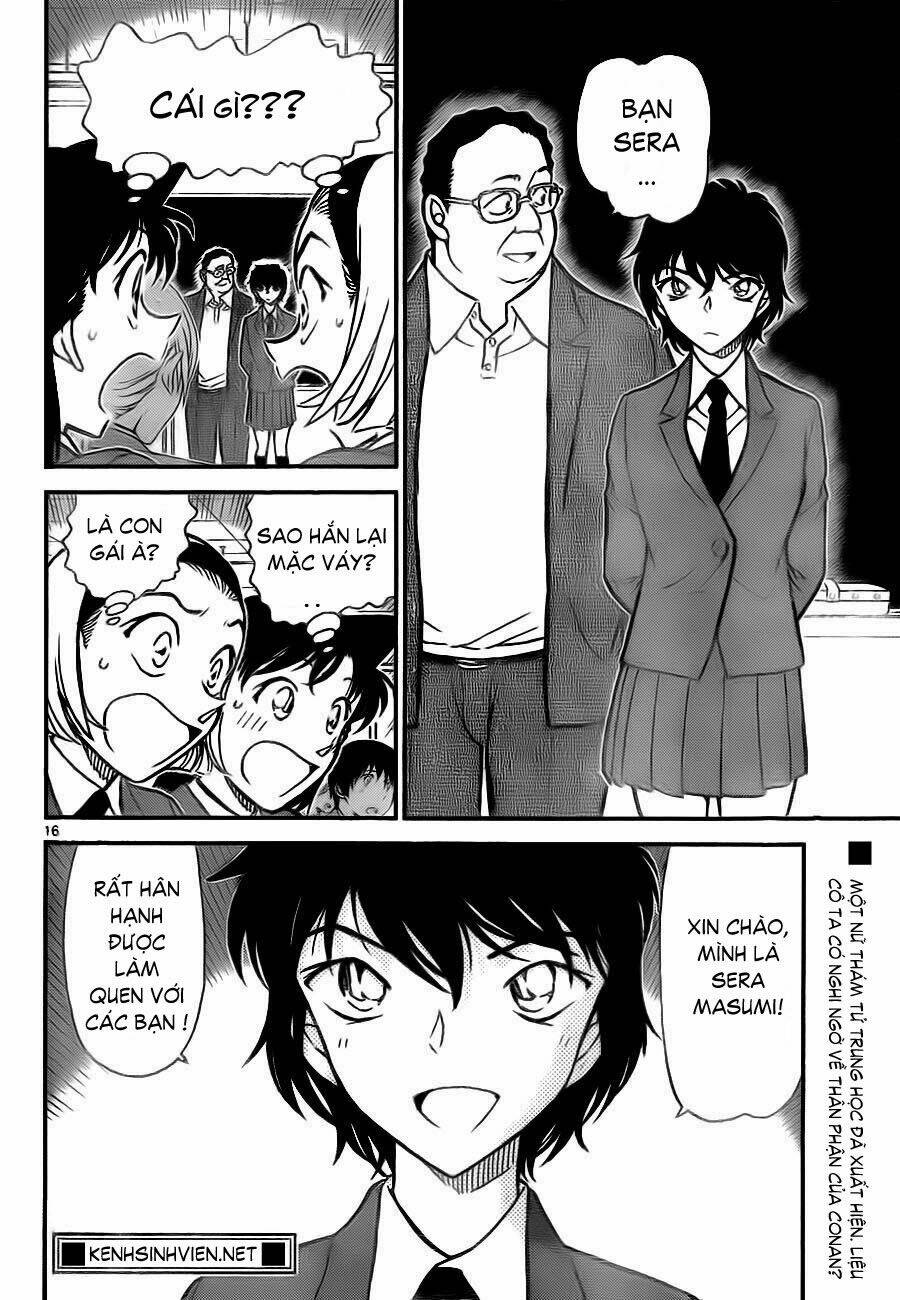 BẠN
SERA
...
CÁI GÌ???
SAO HẮN LẠI
MẶC VÁY?
..
LÀ CON
GÁI À?
16
XIN CHÀO,
MÌNH LÀ
SERA
MASUMI!
RẤT HÂN
HẠNH
ĐƯỢC
LÀM
QUEN VỚI
CÁC BẠN !
MỘT NỮ THÁM TỬ TRUNG HỌC ĐÃ XUẤT HIỆN. LIỆU
CÔ TA CÓ NGHI NGỜ VỀ THÂN PHẬN CỦA CONAN?
KENHSINHVIEN.NET